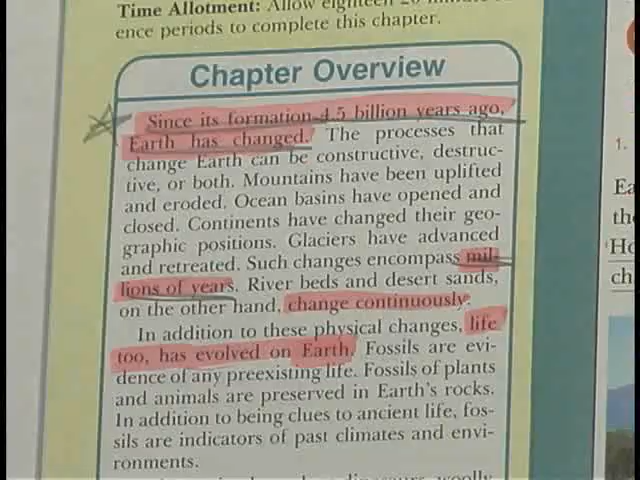 Time Allotment: Allow eighteen 20
ence periods to complete this chapter.
Chapter Overview
Since its formation 4.5 billion years ago,
Earth has changed. The processes that
change Earth can be constructive, destruc-
tive, or both. Mountains have been uplifted
and eroded. Ocean basins have opened and
closed. Continents have changed their geo-
graphic positions. Glaciers have advanced
and retreated. Such changes encompass mil-
lions of years. River beds and desert sands,
on the other hand, change continuously.
In addition to these physical changes, life
too, has evolved on Earth. Fossils are evi-
dence of any preexisting life. Fossils of plants
and animals are preserved in Earth's rocks.
In addition to being clues to ancient life, fos-
sils are indicators of past climates and envi-
ronments.
1.
Ea
th
Ho
ch